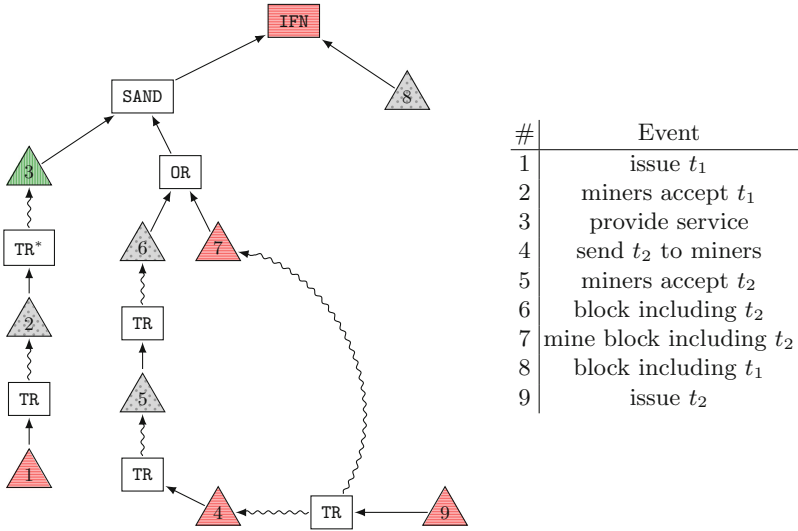 IFN
SAND
8
3
OR
TR*
6
7
2
TR
TR
5
1
TR
4
TR
9
# Event
1 issue t₁
2 miners accept t₁
3 provide service
4 send t₂ to miners
5 miners accept t₂
6 block including t₂
7 mine block including t₂
8 block including t₁
9 issue t₂